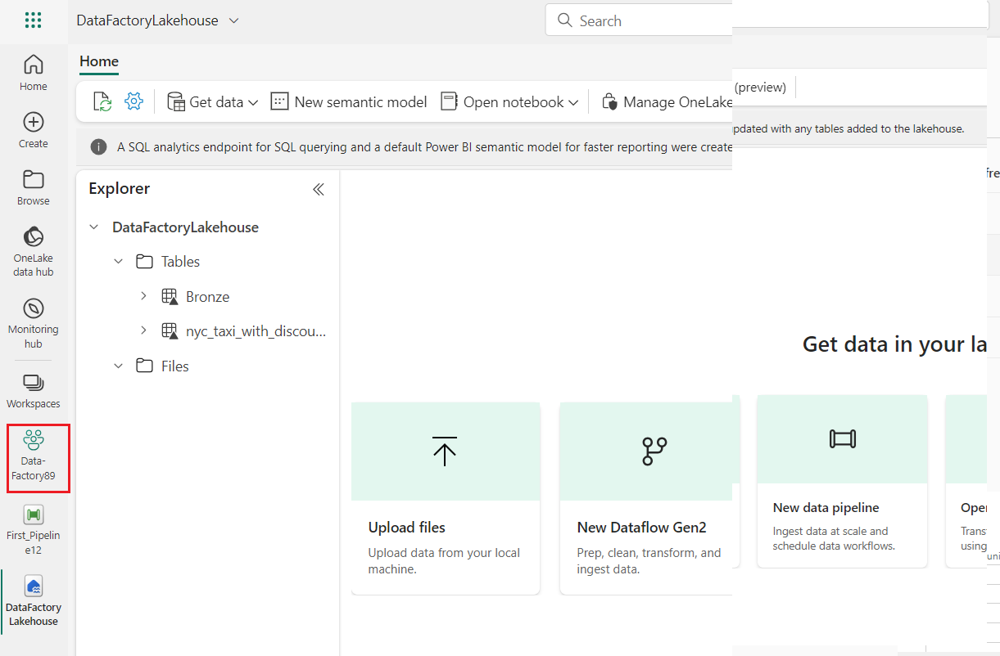 DataFactoryLakehouse
Search
Home
Home
Get data
New semantic model
Open notebook
Manage OneLake
(preview)
A SQL analytics endpoint for SQL querying and a default Power BI semantic model for faster reporting were create
updated with any tables added to the lakehouse.
Create
Browse
OneLake
data hub
Monitoring
hub
Workspaces
Data-
Factory89
First_Pipelin
e12
DataFactory
Lakehouse
Explorer
DataFactoryLakehouse
Tables
Bronze
nyc_taxi_with_discou...
Files
Get data in your la
Upload files
Upload data from your local
machine.
New Dataflow Gen2
Prep, clean, transform, and
ingest data.
New data pipeline
Ingest data at scale and
schedule data workflows.
Oper
Trans
using
fre
uni